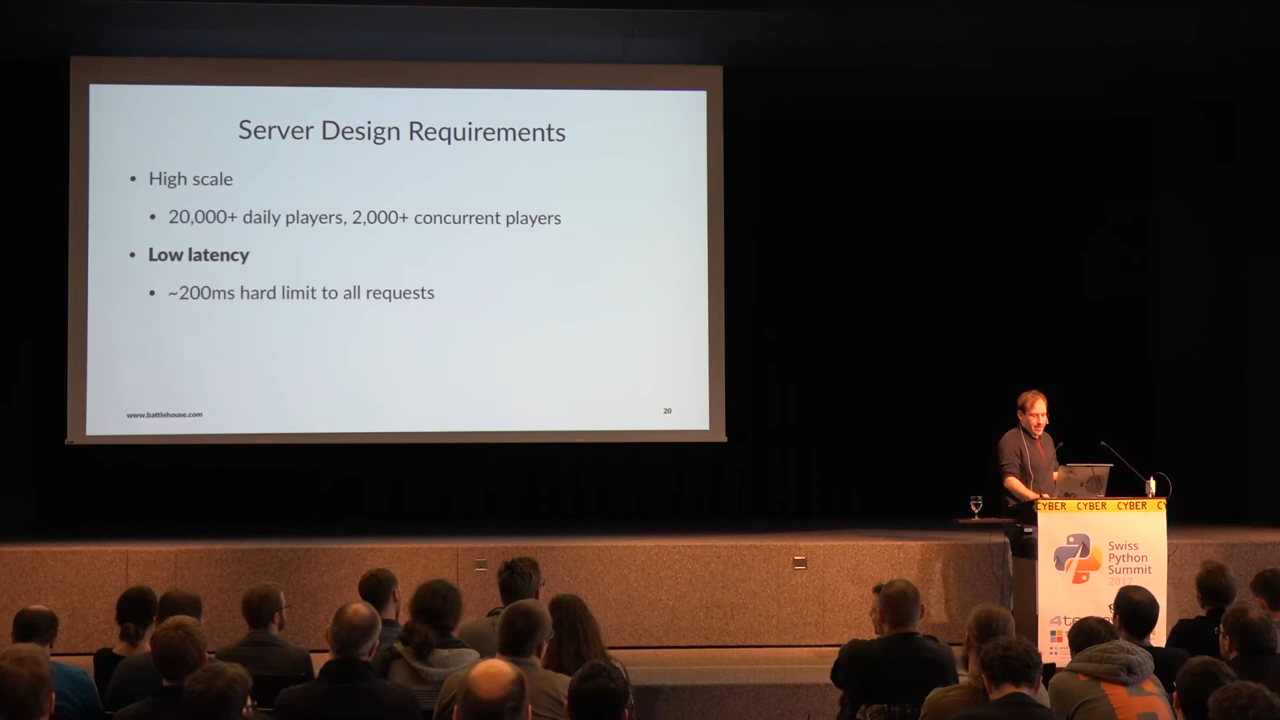 Server Design Requirements
• High scale
• 20,000+ daily players, 2,000+ concurrent players
• Low latency
• ~200ms hard limit to all requests
www.battlehouse.com
20
CYBER CYBER CYBER
Swiss
Python
Summit
2017